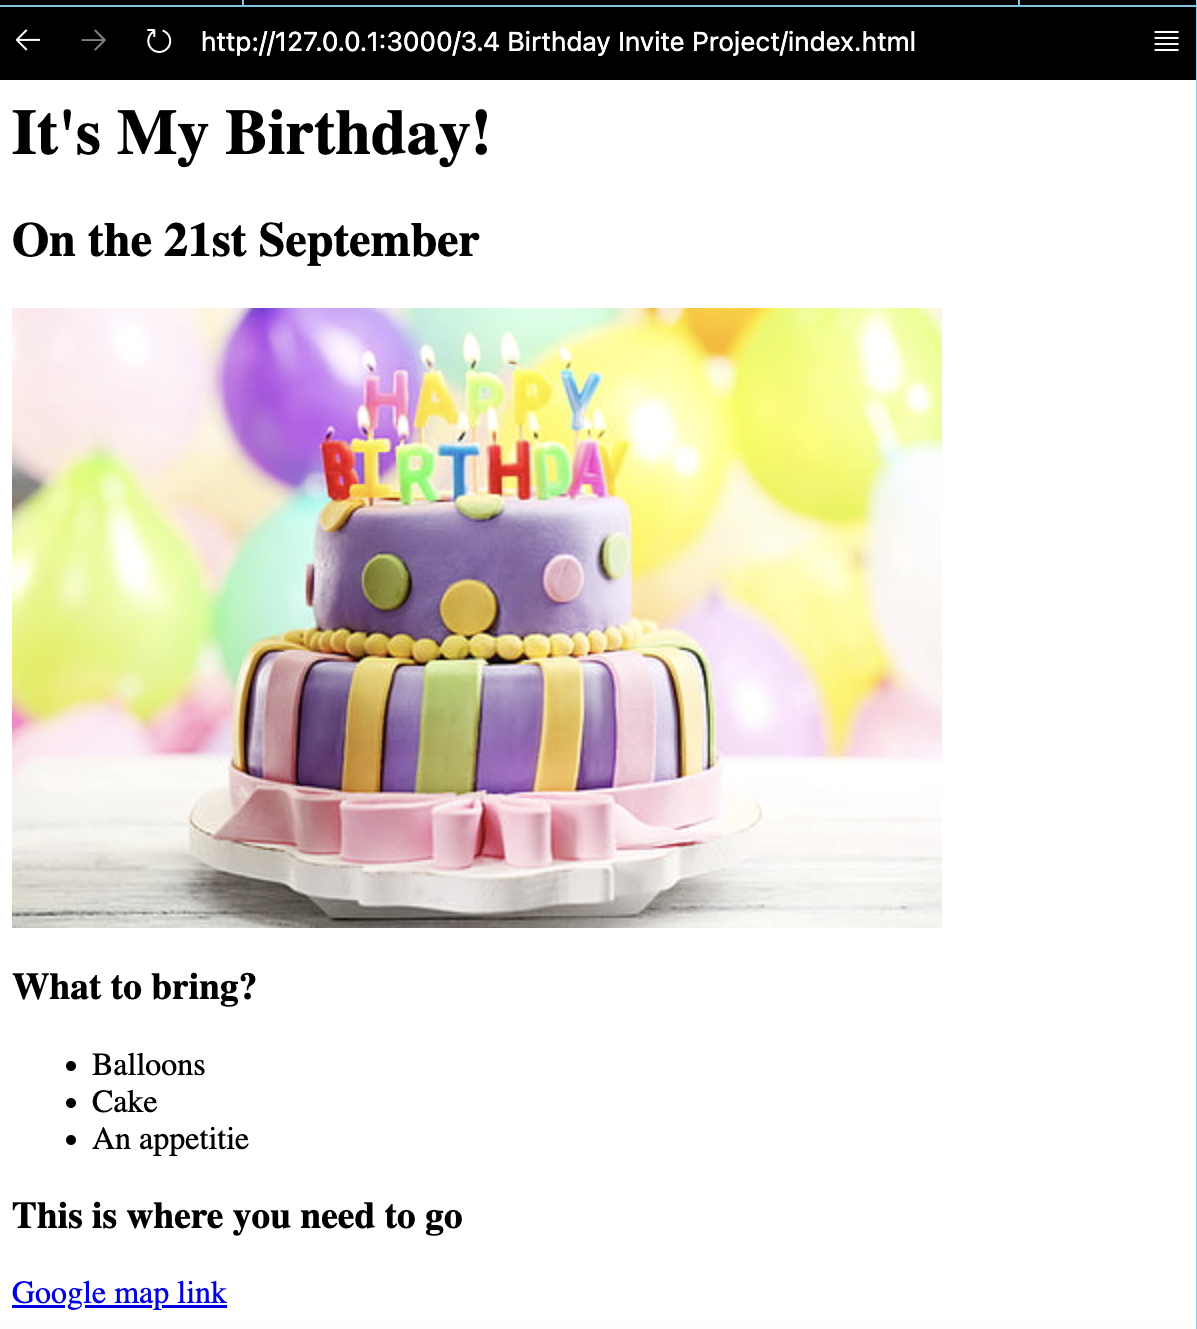 http://127.0.0.1:3000/3.4 Birthday Invite Project/index.html
It's My Birthday!
On the 21st September
HAPPY
BIRTHDAY
What to bring?
Balloons
Cake
An appetitie
This is where you need to go
Google map link